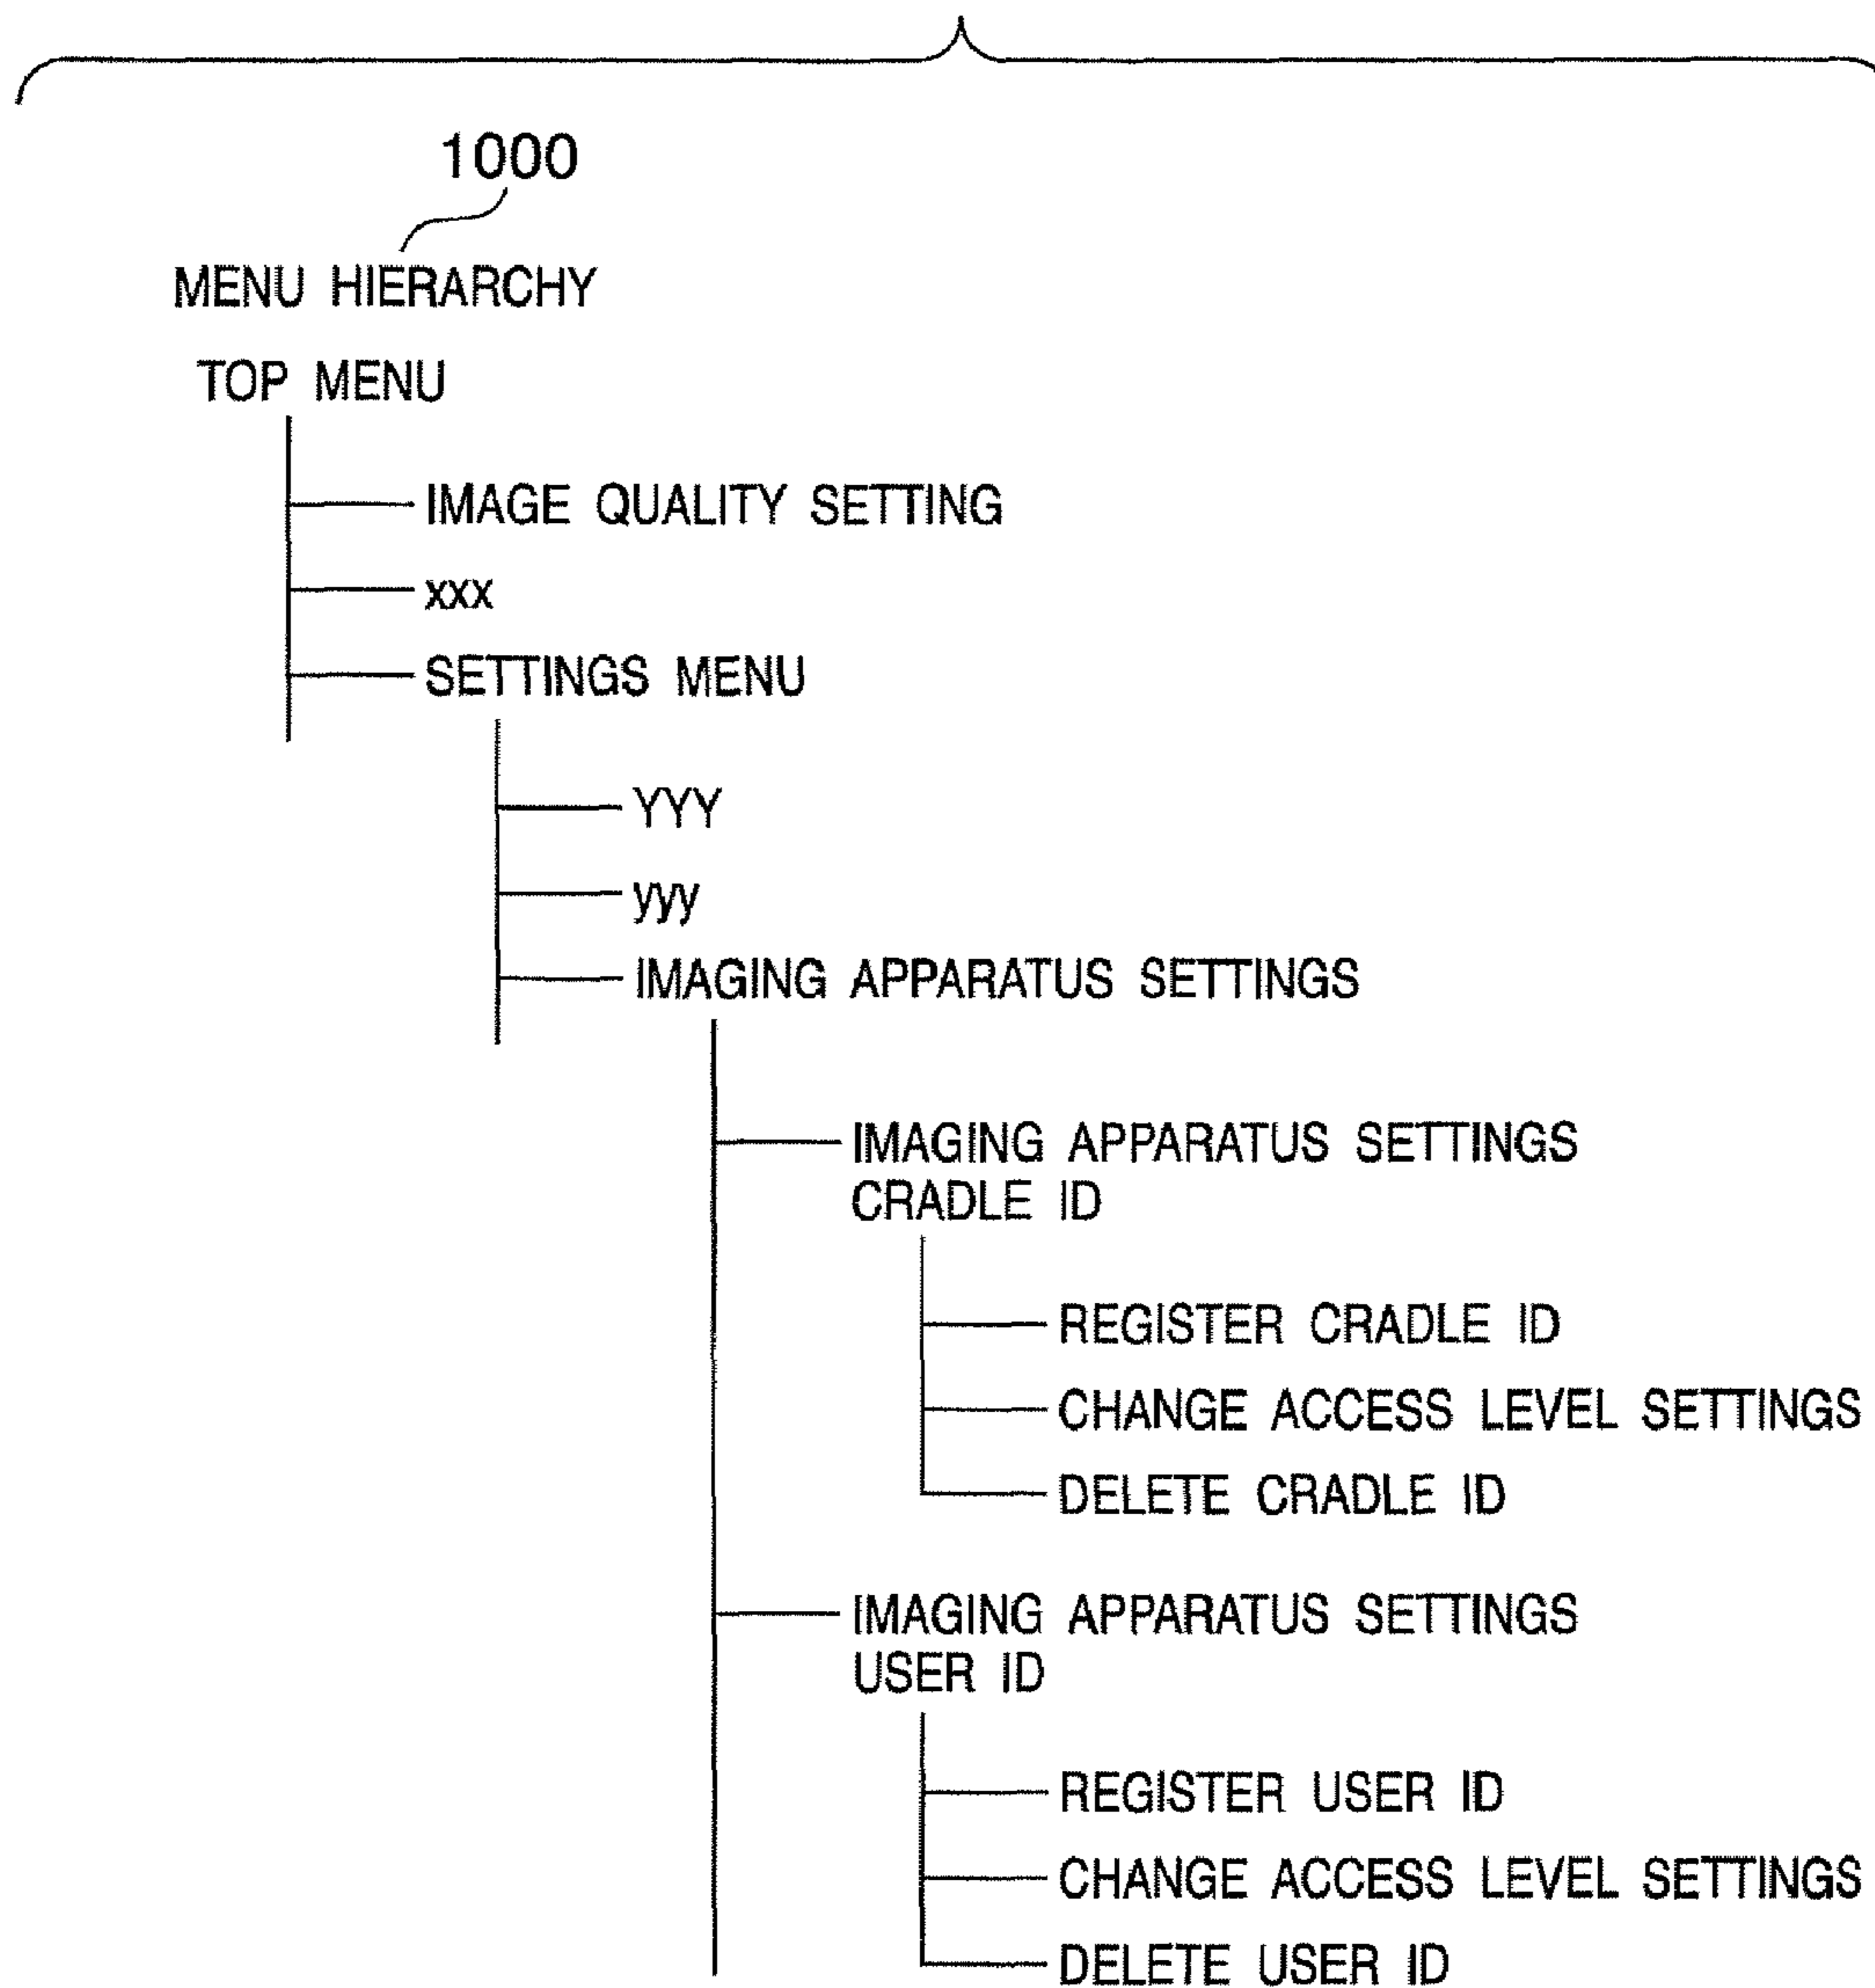 1000
MENU HIERARCHY
TOP MENU
IMAGE QUALITY SETTING
xxx
SETTINGS MENU
YYY
yyy
IMAGING APPARATUS SETTINGS
IMAGING APPARATUS SETTINGS
CRADLE ID
REGISTER CRADLE ID
CHANGE ACCESS LEVEL SETTINGS
DELETE CRADLE ID
IMAGING APPARATUS SETTINGS
USER ID
REGISTER USER ID
CHANGE ACCESS LEVEL SETTINGS
DELETE USER ID